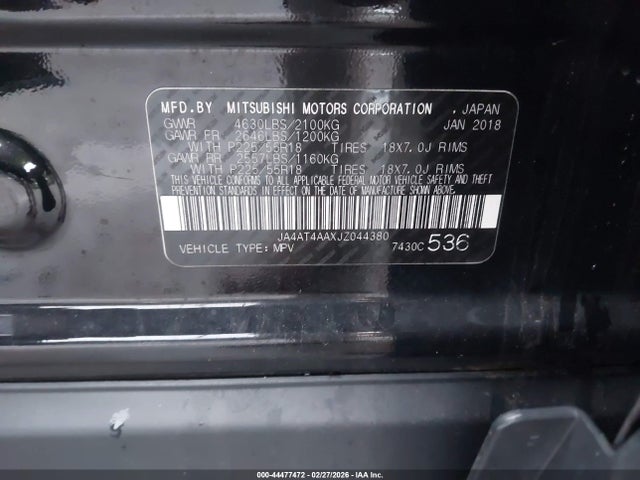 MFD.BY MITSUBISHI MOTORS CORPORATION . JAPAN
GVWR 4630LBS/2100KG JAN 2018
GAWR FR 2646LBS/1200KG
WITH P225/55R18 TIRES 18X7.0J RIMS
GAWR RR 2557LBS/1160KG
WITH P225/55R18 TIRES 18X7.0J RIMS
THIS VEHICLE CONFORMS TO ALL APPLICABLE FEDERAL MOTOR VEHICLE SAFETY AND THEFT
PREVENTION STANDARDS IN EFFECT ON THE DATE OF MANUFACTURE SHOWN ABOVE.
JA4AT4AAXJZ044380
VEHICLE TYPE: MPV 7430C 536
000-44477472 - 02/27/2026 - IAAI, Inc.